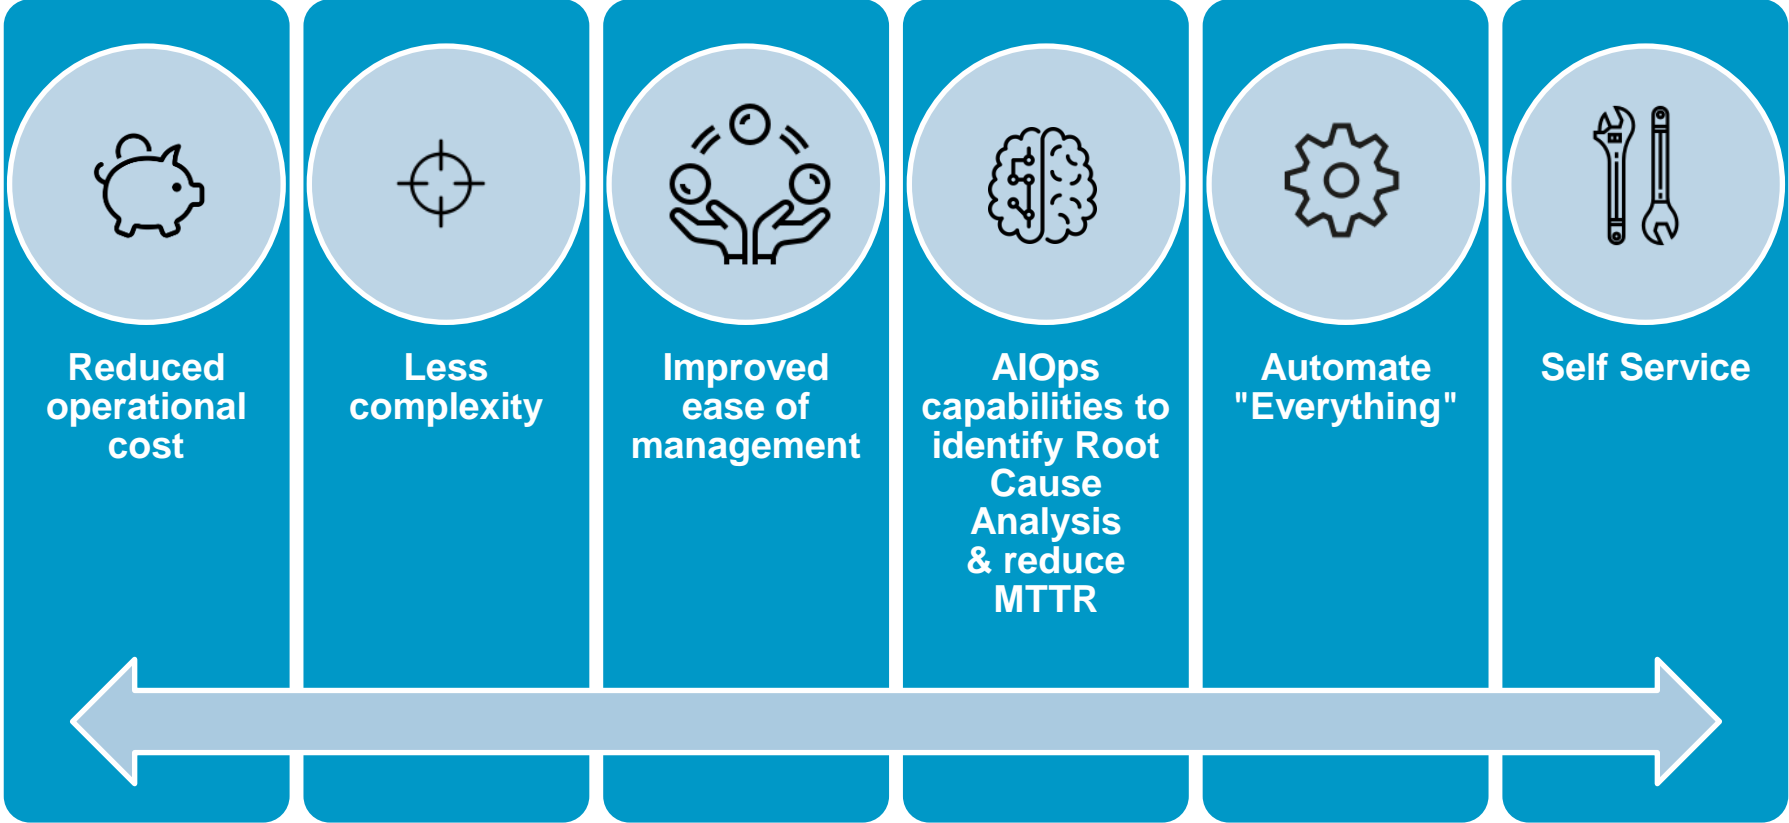 Reduced
operational
cost
Less
complexity
Improved
ease of
management
AIOps
capabilities to
identify Root
Cause
Analysis
& reduce
MTTR
Automate
"Everything"
Self Service